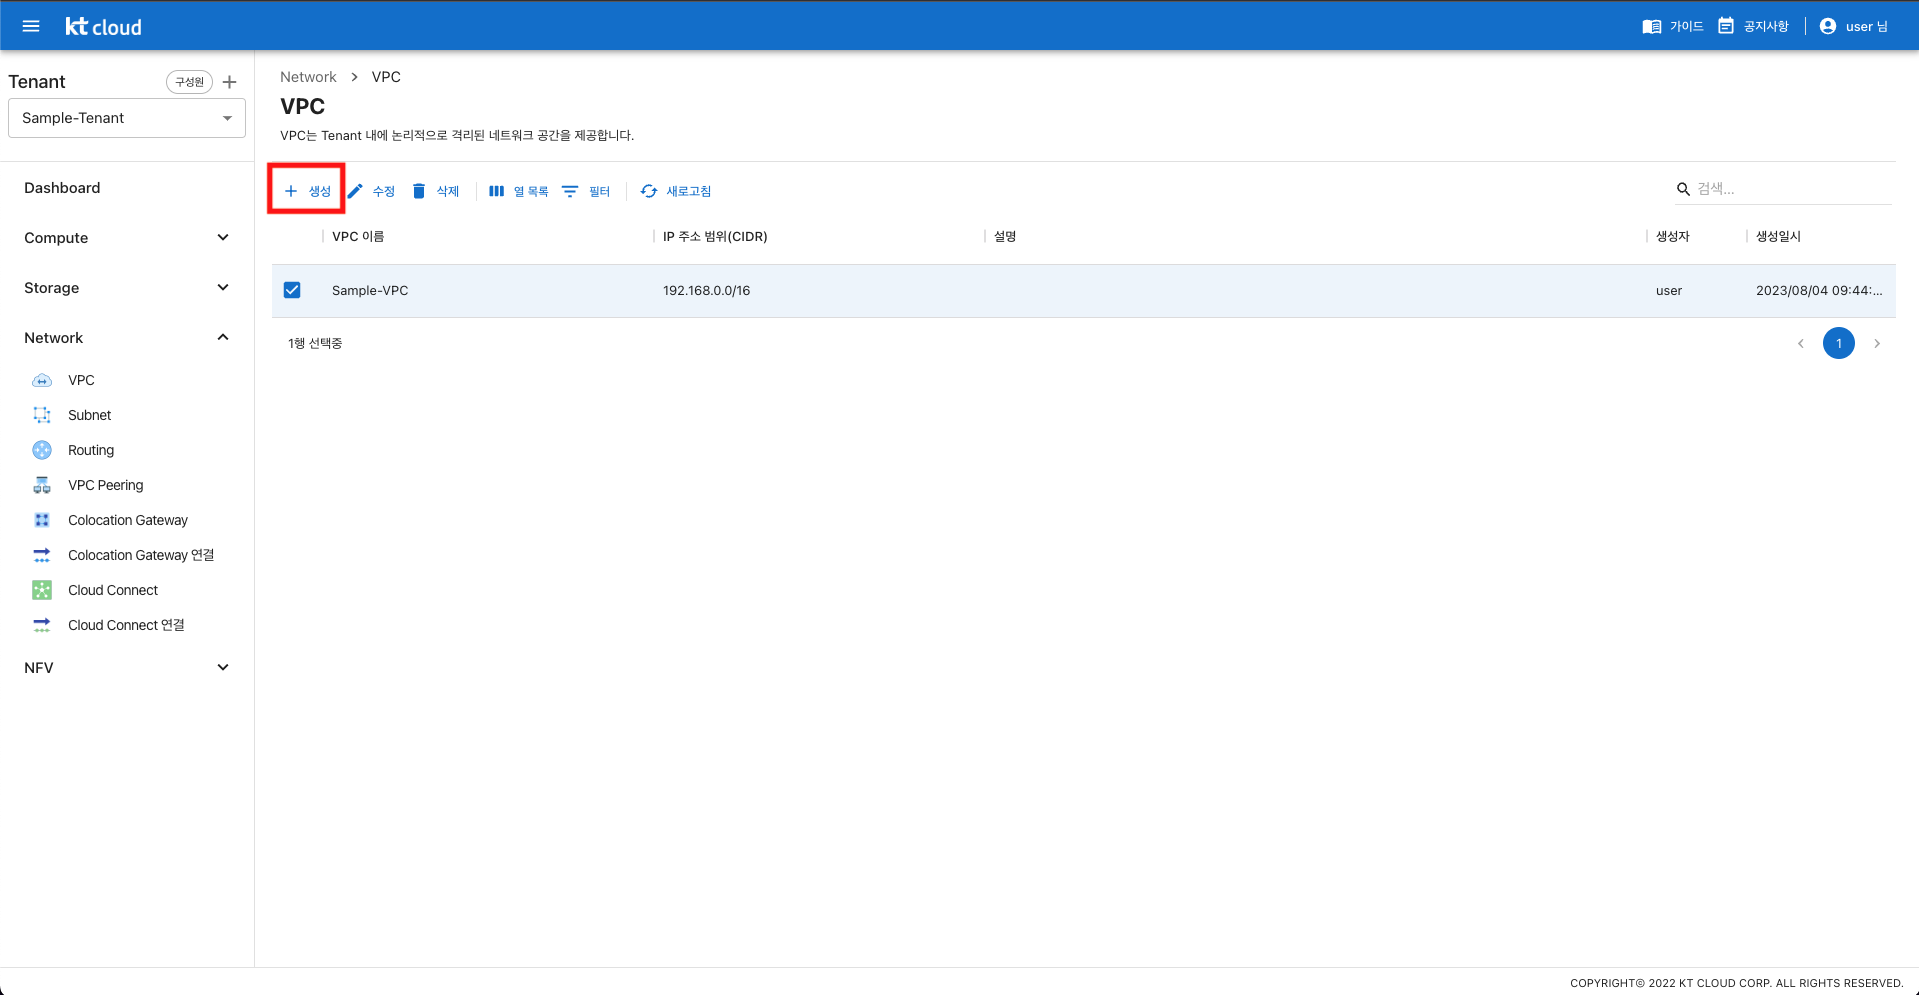 kt cloud
가이드
공지사항
user 님
Tenant
구성원
Sample-Tenant
Dashboard
Compute
Storage
Network
VPC
Subnet
Routing
VPC Peering
Colocation Gateway
Colocation Gateway 연결
Cloud Connect
Cloud Connect 연결
NFV
Network > VPC
VPC
VPC는 Tenant 내에 논리적으로 격리된 네트워크 공간을 제공합니다.
생성 수정 삭제 열 목록 필터 새로고침 검색...
VPC 이름 IP 주소 범위(CIDR) 설명 생성자 생성일시
Sample-VPC 192.168.0.0/16 user 2023/08/04 09:44:...
1행 선택중
1
COPYRIGHT© 2022 KT CLOUD CORP. ALL RIGHTS RESERVED.